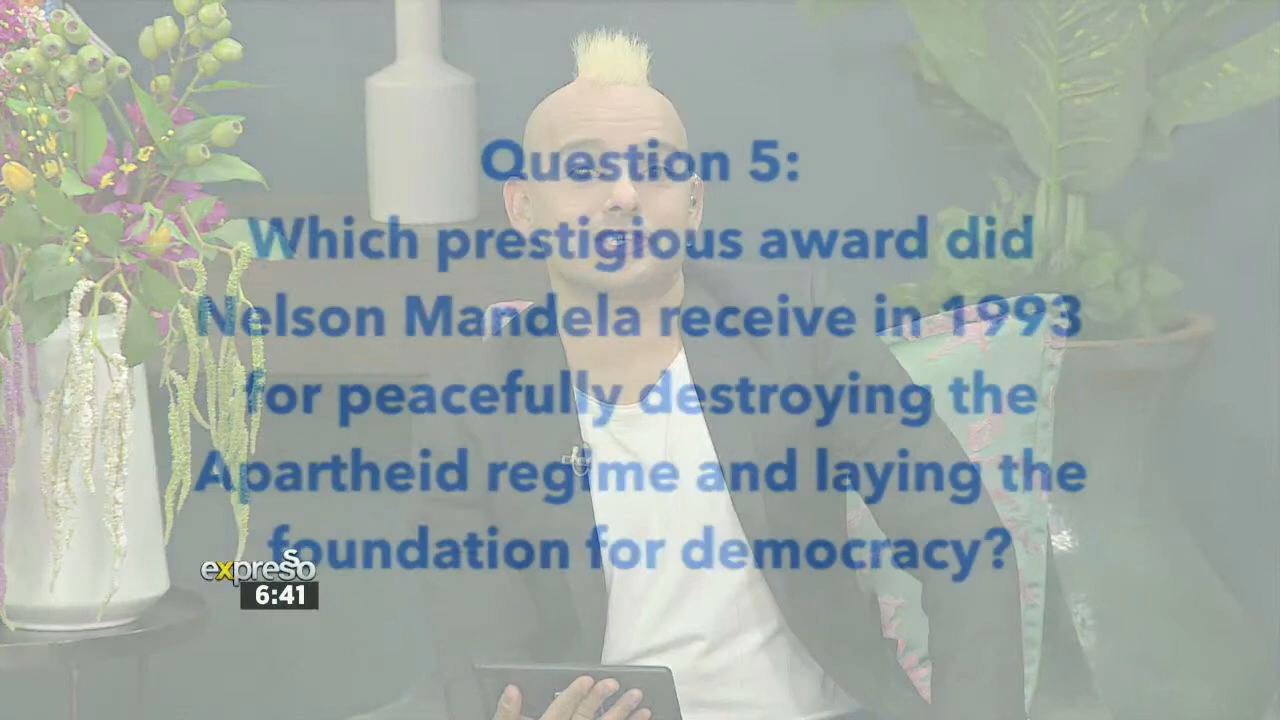 Question 5:
Which prestigious award did
Nelson Mandela receive in 1993
for peacefully destroying the
Apartheid regime and laying the
foundation for democracy?
expresso
6:41